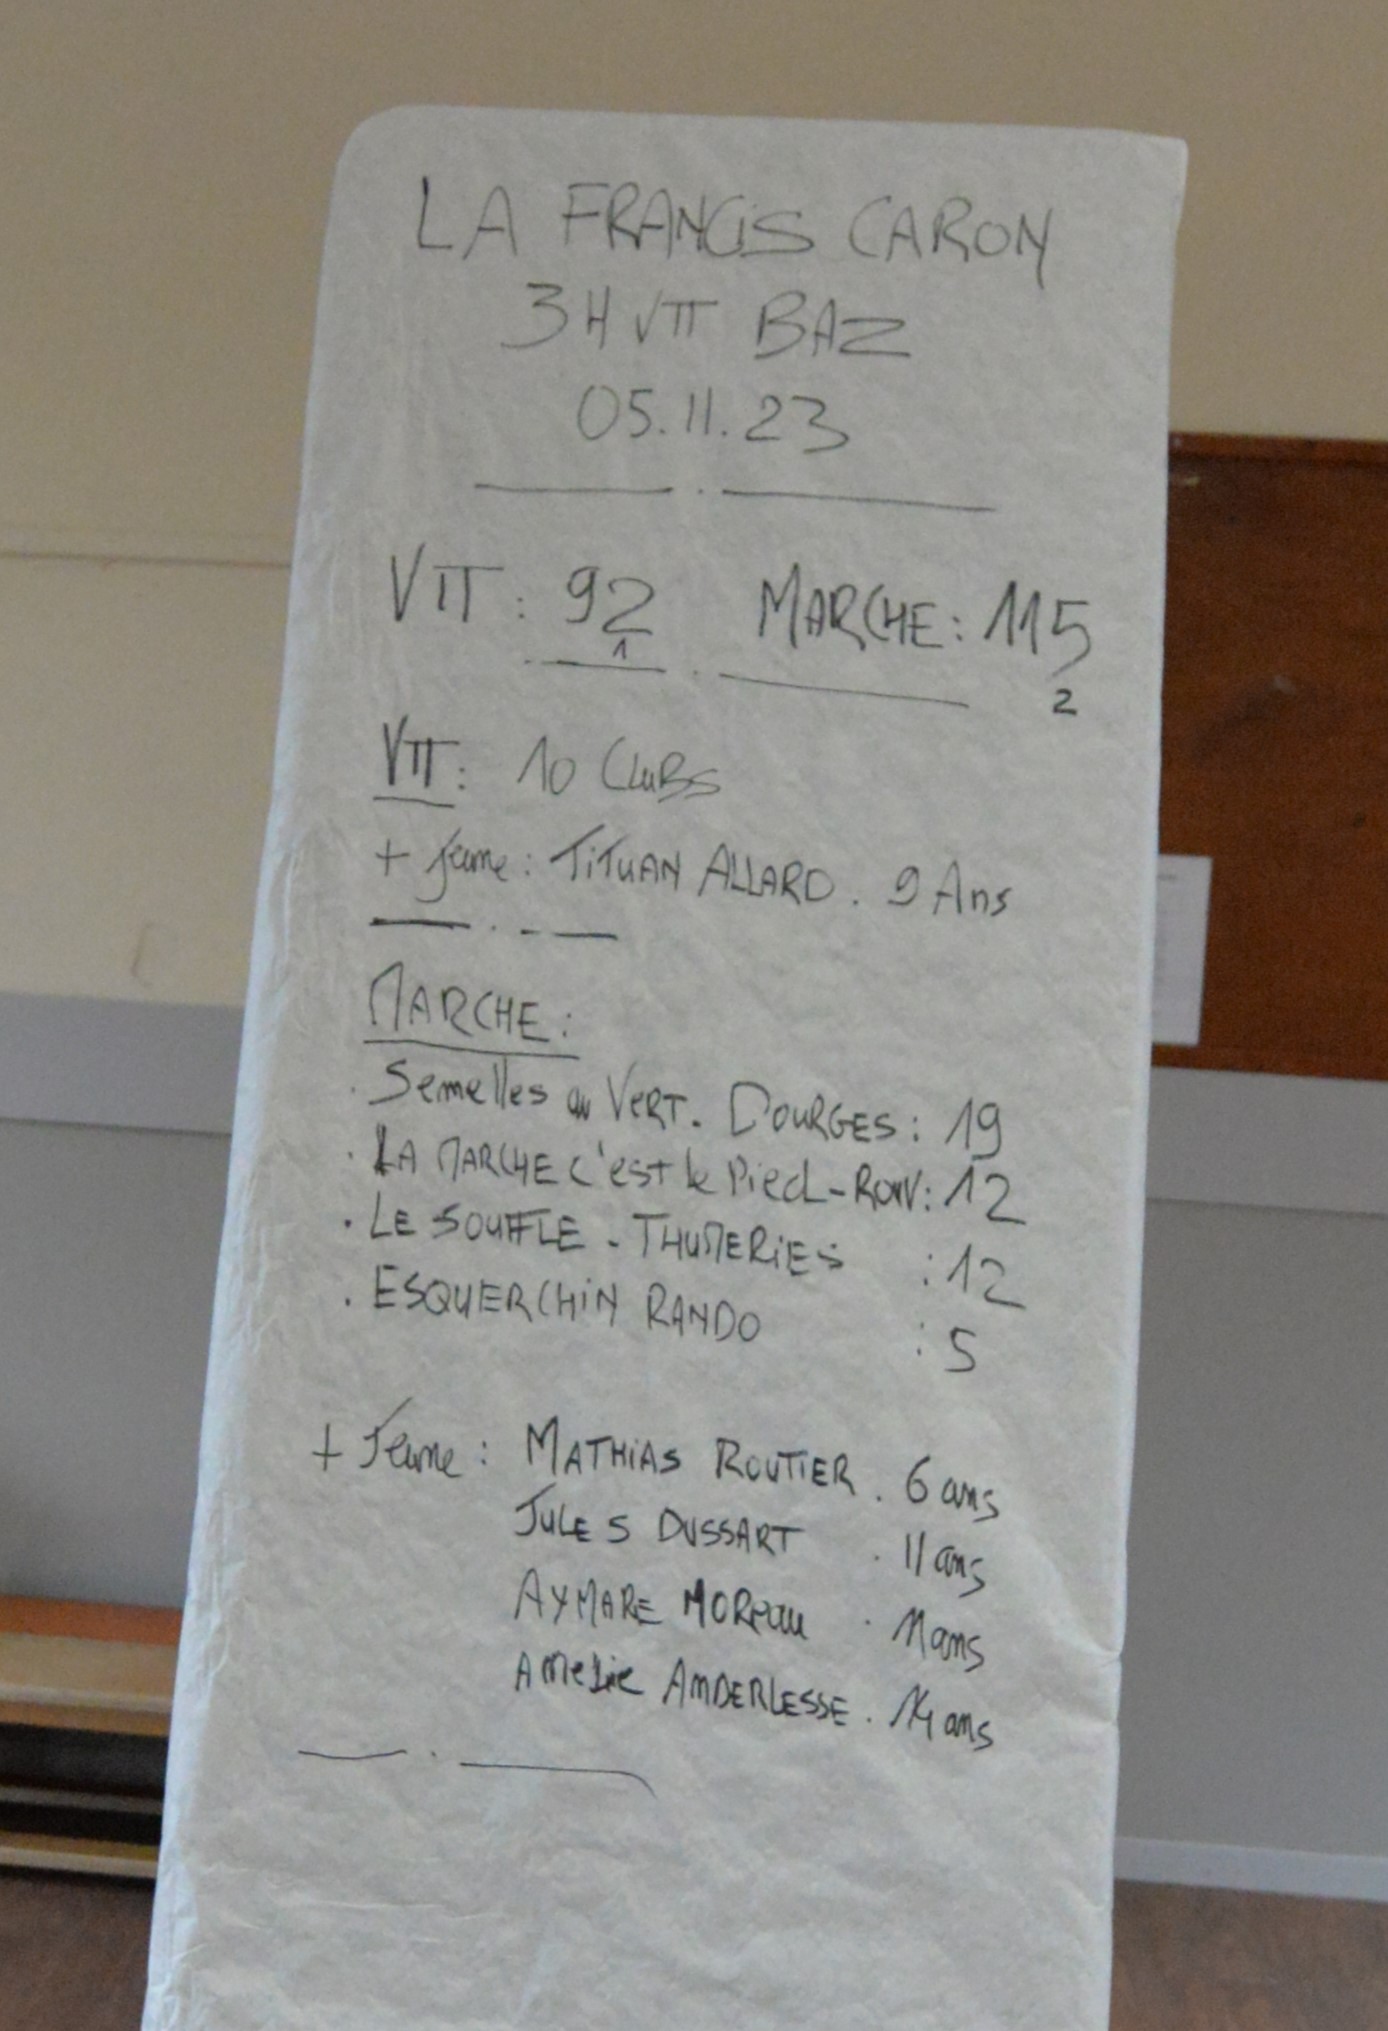 LA FRANCIS CARON
3H VTT BAZ
05.11.23
VTT : 92 MARCHE : 115
1
2
VTT : 10 CLUBS
+ jeune : TiTUAN ALLARD . 9 Ans
MARCHE :
. Semelles au VERT . DOURGES : 19
. LA MARCHE C'est le Pied - ROUV : 12
. LE SOUFFLE - THUMERiES : 12
. ESQUERCHiN RANDO : 5
+ Jeune : MATHiAS ROUTiER . 6 ans
JULES DUSSART . 11 ans
AYMARE MOReau . 11 ans
AMeLie ANDERLESSE . 14 ans